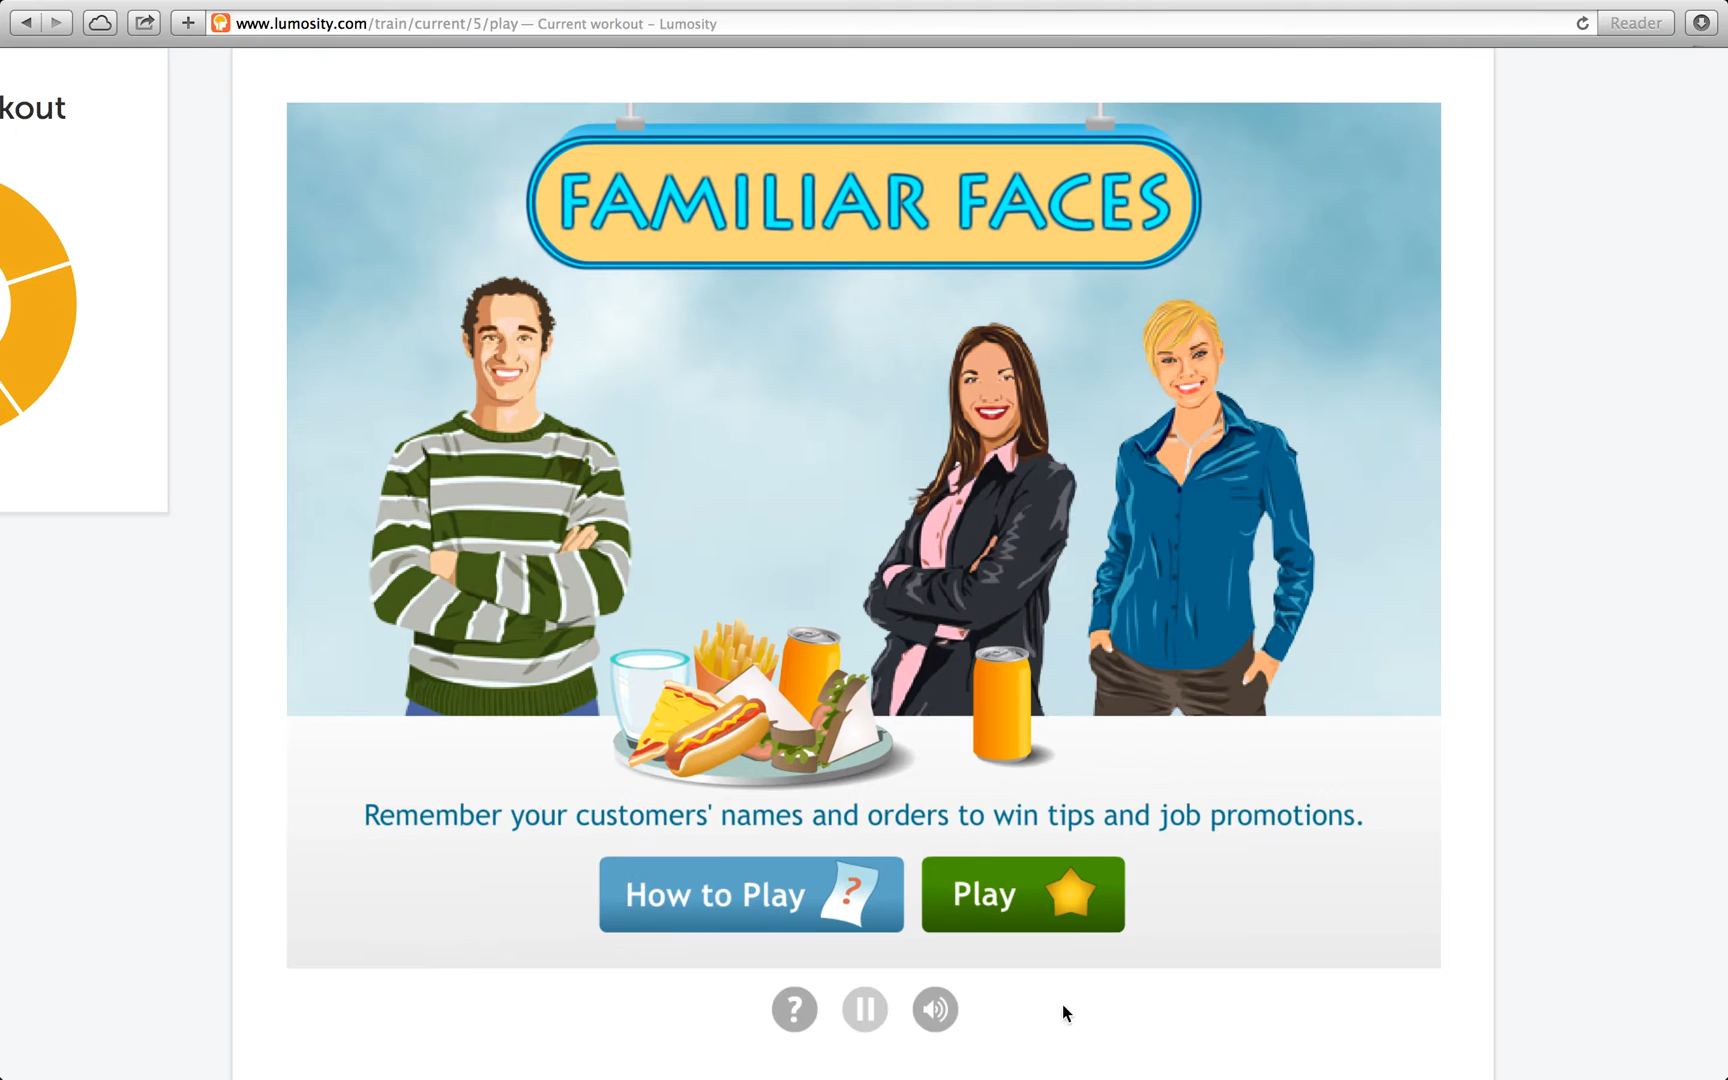 www.lumosity.com/train/current/5/play — Current workout – Lumosity
Reader
kout
FAMILIAR FACES
Remember your customers' names and orders to win tips and job promotions.
How to Play ?
Play
?